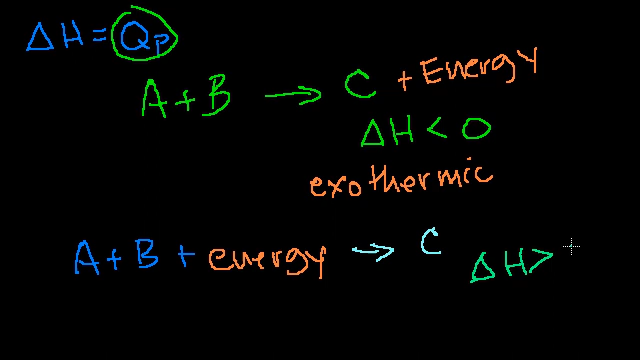 ΔH = Qp
A + B → C + Energy
ΔH < 0
exothermic
A + B + energy → C ΔH >